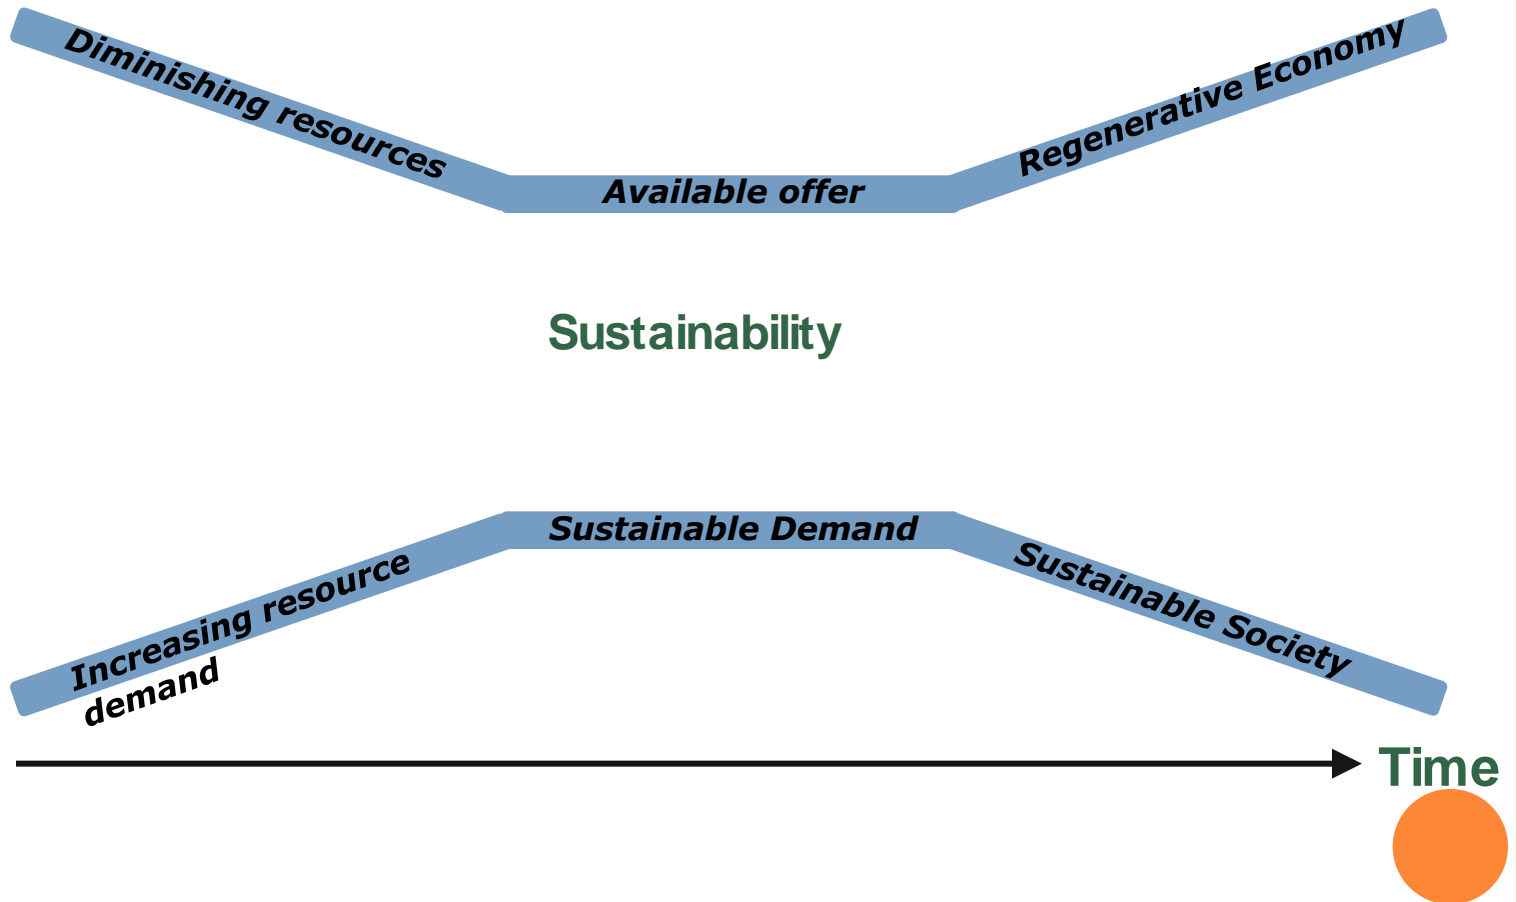 Diminishing resources
Available offer
Regenerative Economy
Sustainability
Increasing resource
demand
Sustainable Demand
Sustainable Society
Time